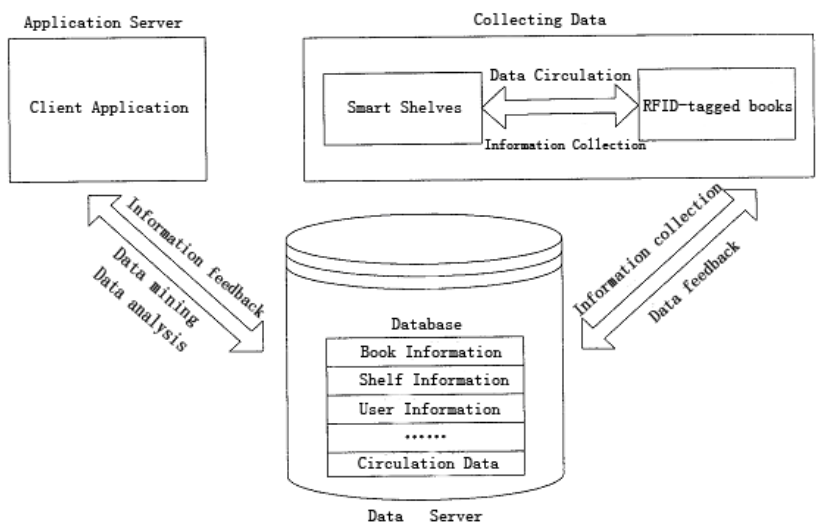 Application Server
Client Application
Collecting Data
Smart Shelves
Data Circulation
Information Collection
RFID-tagged books
Information feedback
Data mining
Data analysis
Information collection
Data feedback
Database
Book Information
Shelf Information
User Information
......
Circulation Data
Data Server